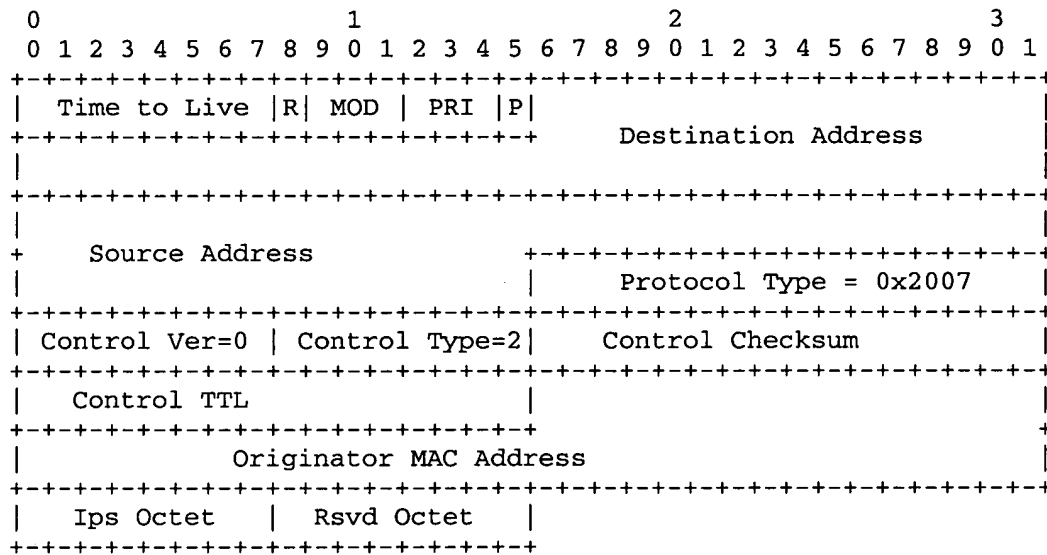 0                   1                   2                   3
0 1 2 3 4 5 6 7 8 9 0 1 2 3 4 5 6 7 8 9 0 1 2 3 4 5 6 7 8 9 0 1
Time to Live |R| MOD | PRI |P|
Destination Address
Source Address
Protocol Type = 0x2007
Control Ver=0 | Control Type=2| Control Checksum
Control TTL
Originator MAC Address
Ips Octet | Rsvd Octet